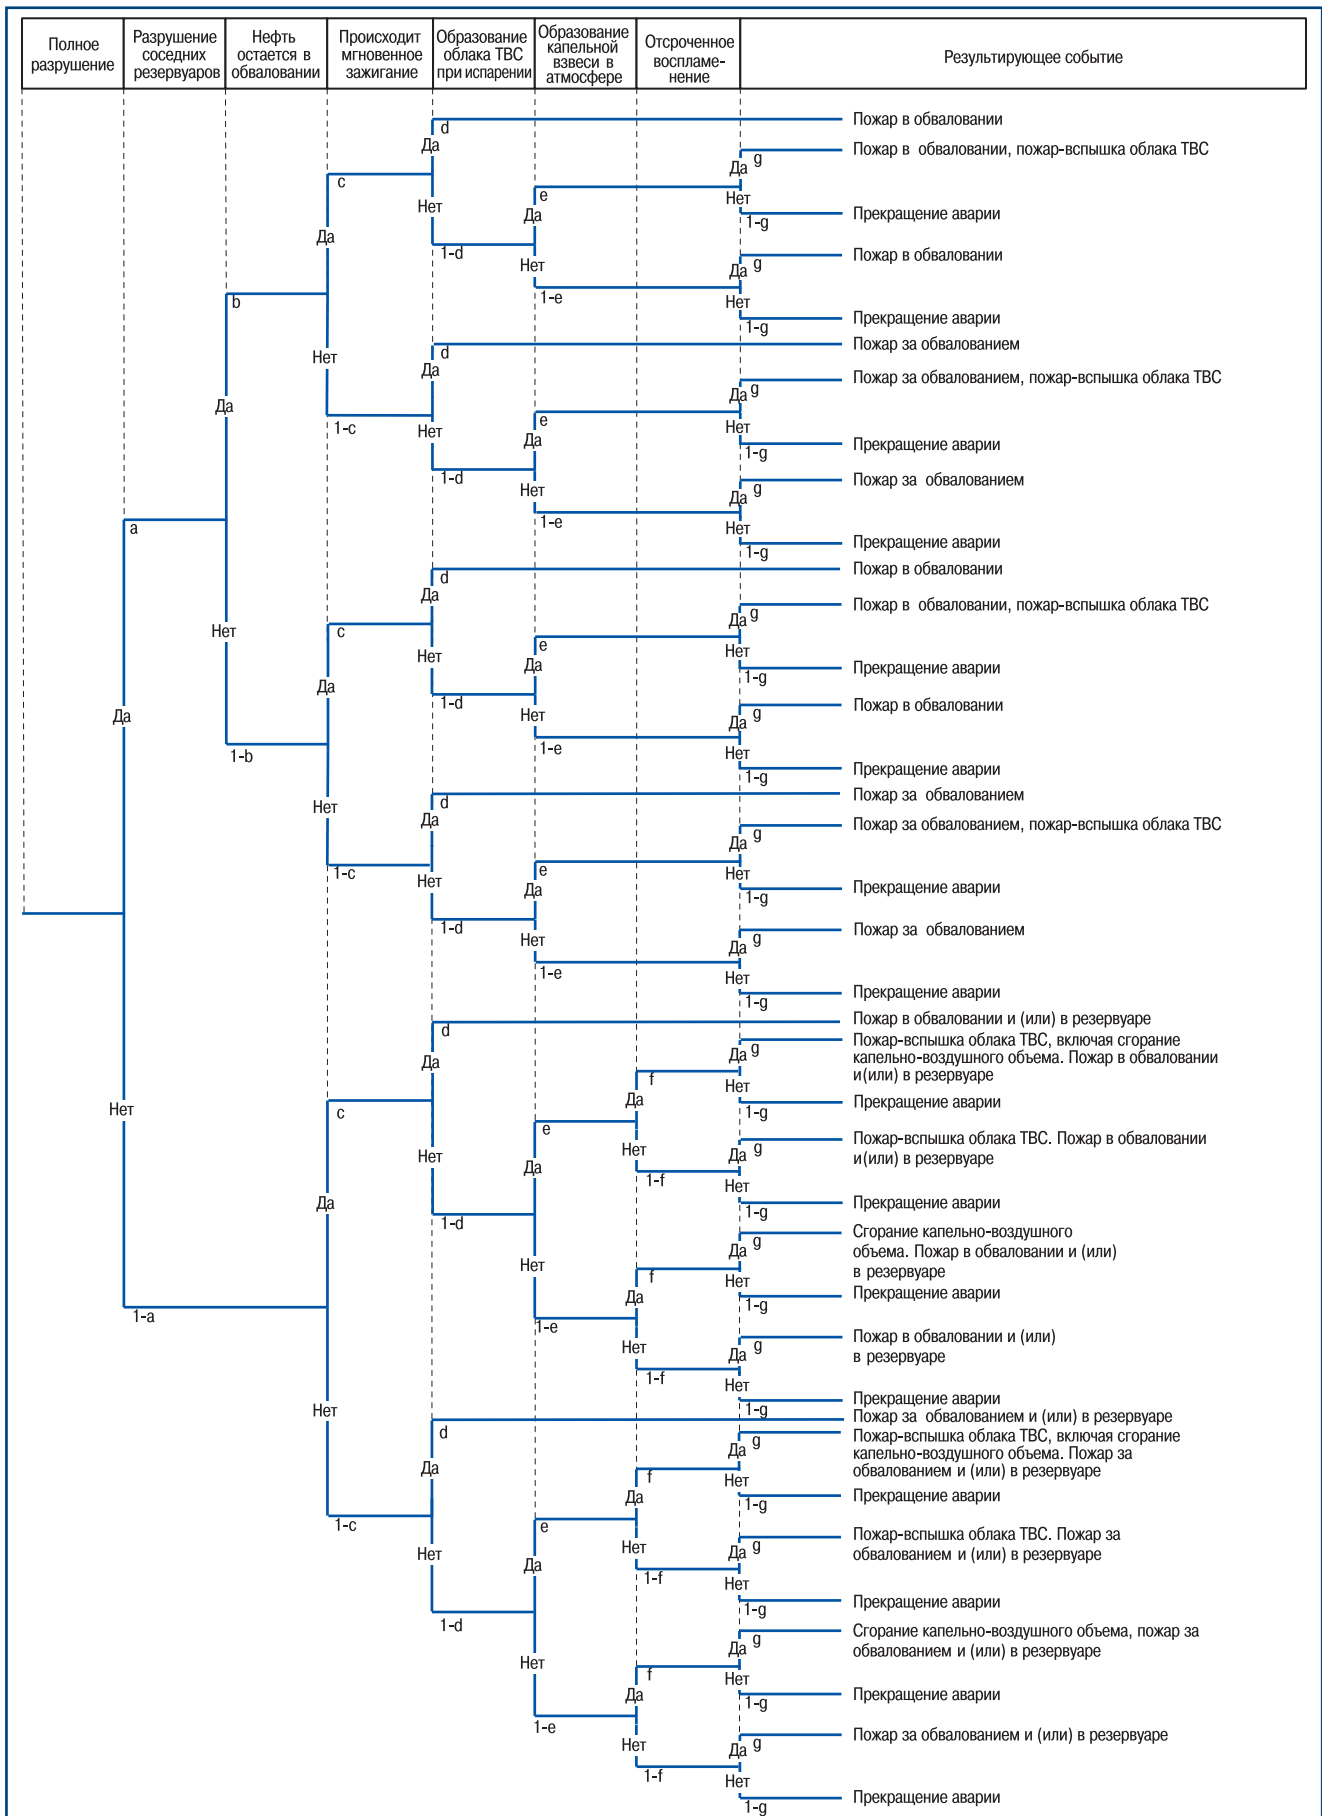 Полное
разрушение
Разрушение
соседних
резервуаров
Нефть
остается в
обваловании
Происходит
мгновенное
зажигание
Образование
облака ТВС
при испарении
Образование
капельной
взвеси в
атмосфере
Отсроченное
воспламе-
нение
Результирующее событие
d
Пожар в обваловании
Да
g
Пожар в обваловании, пожар-вспышка облака ТВС
Да
c
e
Нет
Нет
Да
1-g
Прекращение аварии
Да
1-d
g
Пожар в обваловании
Нет
Да
b
1-e
Нет
1-g
Прекращение аварии
d
Пожар за обвалованием
Нет
Да
g
Пожар за обвалованием, пожар-вспышка облака ТВС
Да
Да
e
1-c
Нет
Нет
Да
1-g
Прекращение аварии
1-d
g
Пожар за обвалованием
Нет
Да
a
1-e
Нет
1-g
Прекращение аварии
d
Пожар в обваловании
Да
g
Пожар в обваловании, пожар-вспышка облака ТВС
Да
Нет
c
e
Нет
Нет
Да
1-g
Прекращение аварии
Да
1-d
g
Пожар в обваловании
Да
Нет
Да
1-b
1-e
Нет
1-g
Прекращение аварии
d
Пожар за обвалованием
Нет
Да
g
Пожар за обвалованием, пожар-вспышка облака ТВС
Да
1-c
e
Нет
Нет
Да
1-g
Прекращение аварии
1-d
g
Пожар за обвалованием
Нет
Да
1-e
Нет
1-g
Прекращение аварии
d
Пожар в обваловании и (или) в резервуаре
g
Пожар-вспышка облака ТВС, включая сгорание
капельно-воздушного объема. Пожар в обваловании
и(или) в резервуаре
Да
Да
f
Нет
Нет
c
Да
1-g
Прекращение аварии
e
g
Пожар-вспышка облака ТВС. Пожар в обваловании
и(или) в резервуаре
Нет
Нет
Да
Да
1-f
Нет
Да
1-d
1-g
Прекращение аварии
g
Сгорание капельно-воздушного
объема. Пожар в обваловании и (или)
в резервуаре
Да
Нет
f
Нет
Да
1-g
Прекращение аварии
1-a
1-e
g
Пожар в обваловании и (или)
в резервуаре
Нет
Да
1-f
Нет
1-g
Прекращение аварии
Нет
d
Пожар за обвалованием и (или) в резервуаре
g
Пожар-вспышка облака ТВС, включая сгорание
капельно-воздушного объема. Пожар за
обвалованием и (или) в резервуаре
Да
Да
f
Нет
Да
1-g
Прекращение аварии
1-c
e
g
Пожар-вспышка облака ТВС. Пожар за
обвалованием и (или) в резервуаре
Нет
Нет
Да
Да
1-f
Нет
1-g
Прекращение аварии
1-d
g
Сгорание капельно-воздушного объема, пожар за
обвалованием и (или) в резервуаре
Да
Нет
f
Нет
Да
1-g
Прекращение аварии
1-e
g
Пожар за обвалованием и (или) в резервуаре
Нет
Да
1-f
Нет
1-g
Прекращение аварии